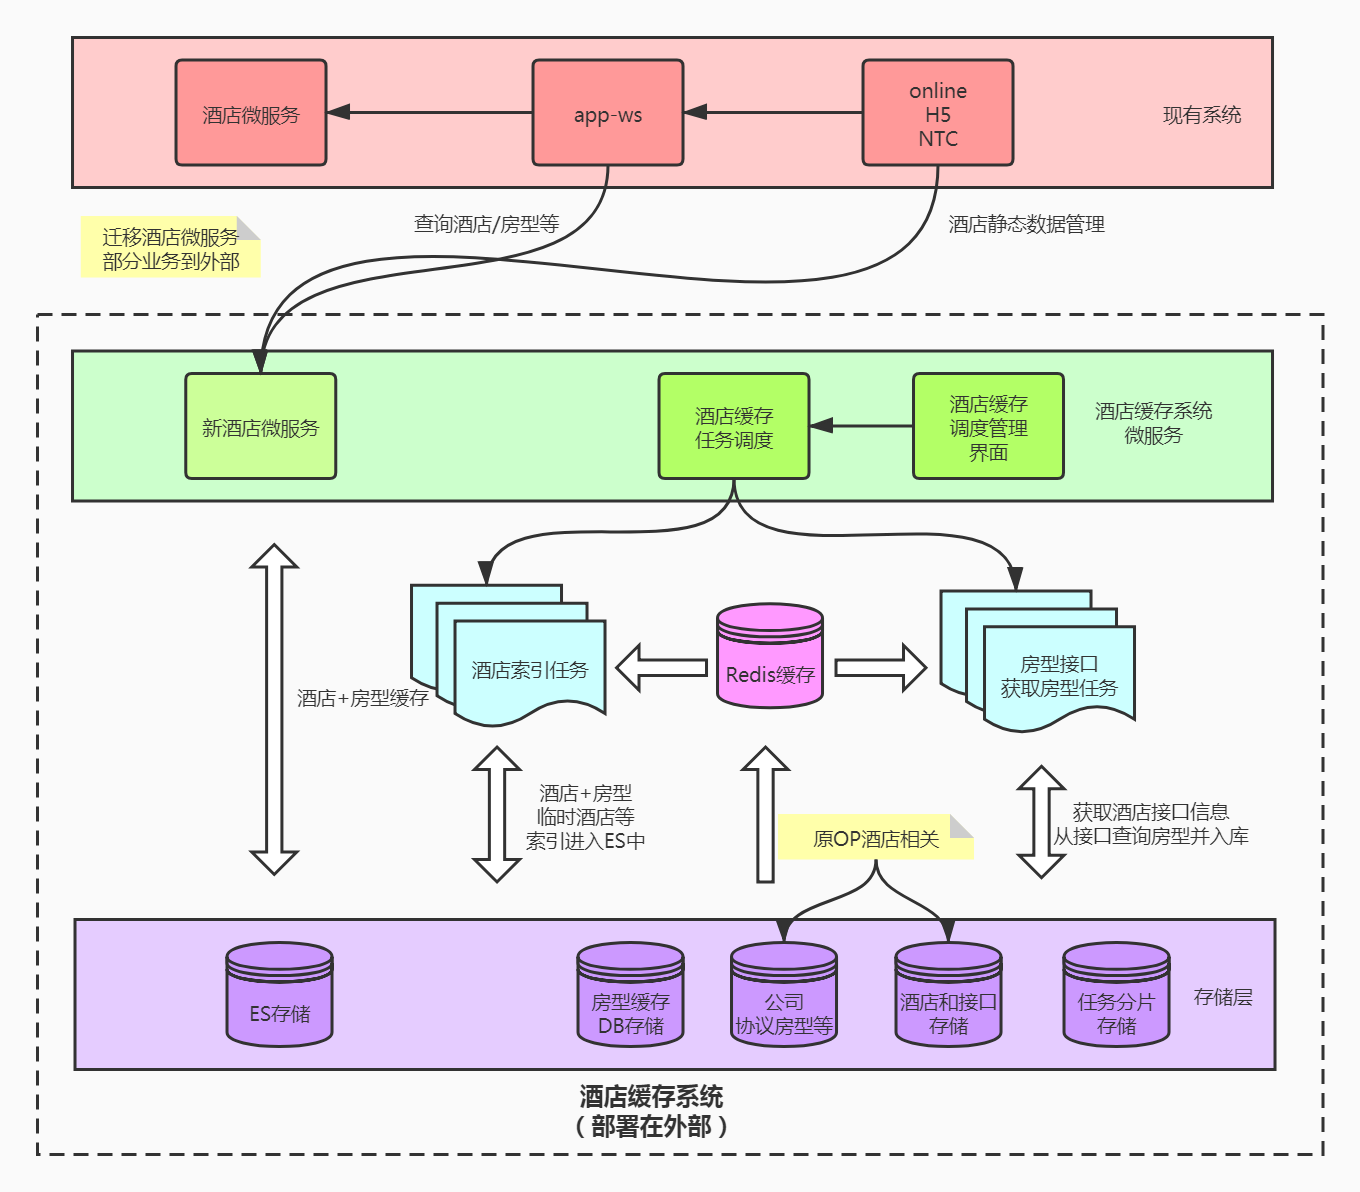 酒店微服务
app-ws
online
H5
NTC
现有系统
迁移酒店微服务
部分业务到外部
查询酒店/房型等
酒店静态数据管理
新酒店微服务
酒店缓存
任务调度
酒店缓存
调度管理
界面
酒店缓存系统
微服务
酒店+房型缓存
酒店索引任务
Redis缓存
房型接口
获取房型任务
酒店+房型
临时酒店等
索引进入ES中
原OP酒店相关
获取酒店接口信息
从接口查询房型并入库
ES存储
房型缓存
DB存储
公司
协议房型等
酒店和接口
存储
任务分片
存储
存储层
酒店缓存系统
（部署在外部）